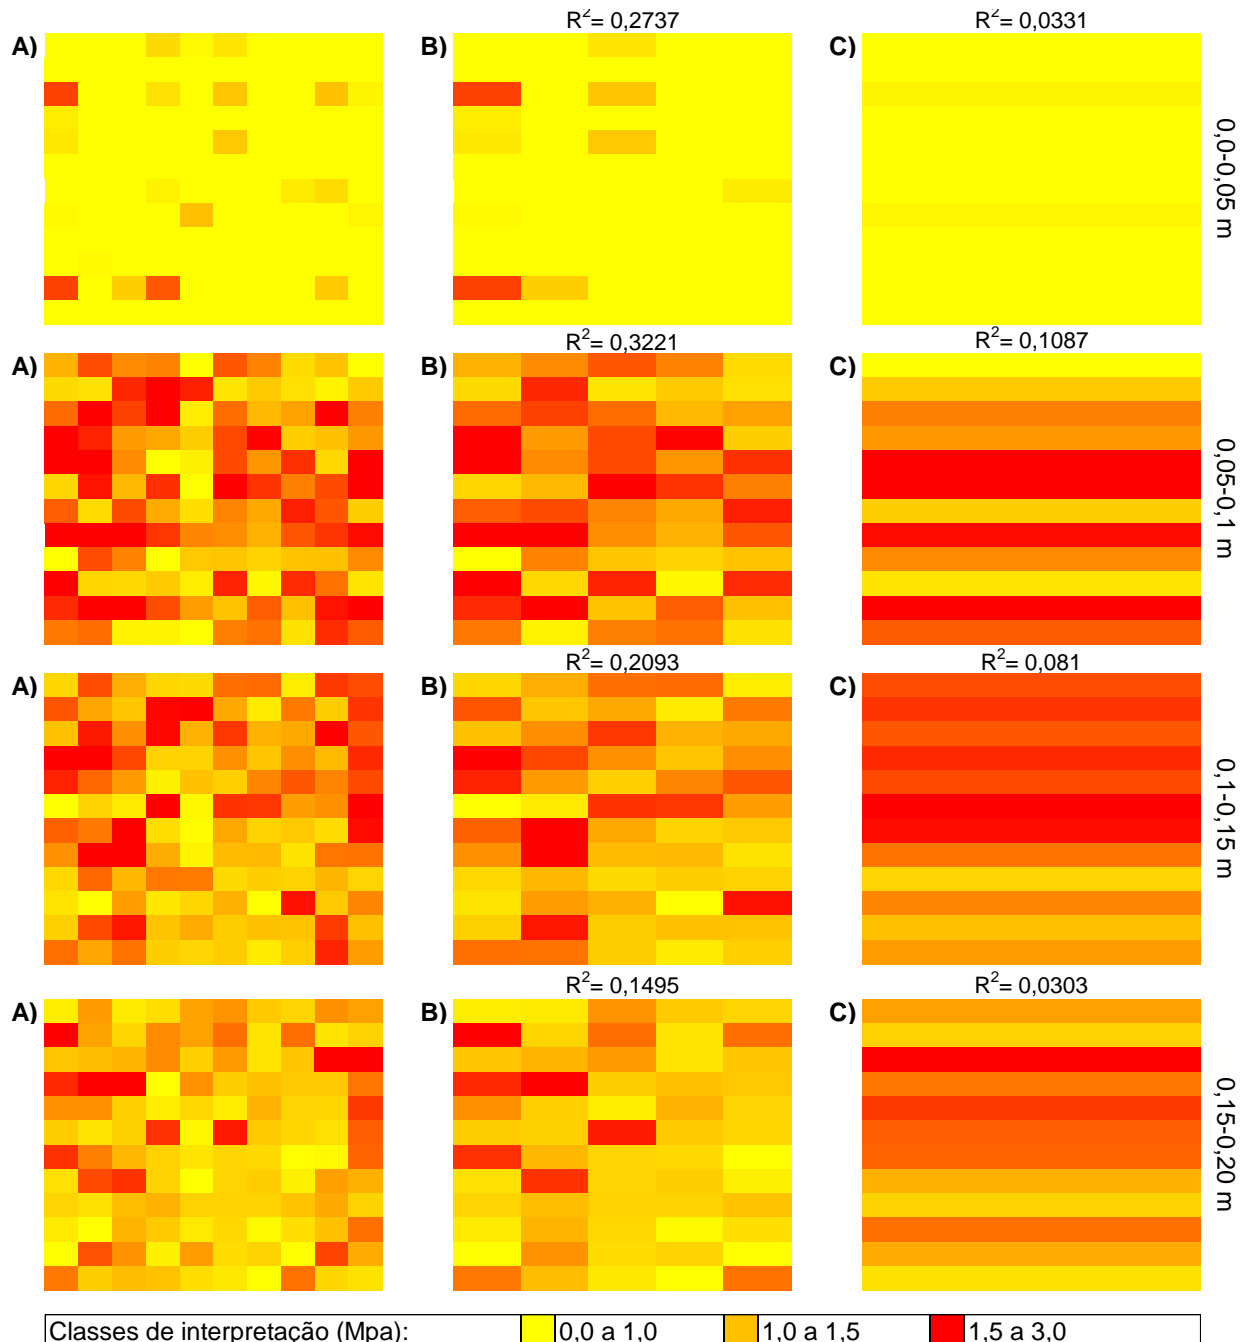 R²= 0,2737
R²= 0,0331
A)
B)
C)
0,0-0,05 m
R²= 0,3221
R²= 0,1087
A)
B)
C)
0,05-0,1 m
R²= 0,2093
R²= 0,081
A)
B)
C)
0,1-0,15 m
R²= 0,1495
R²= 0,0303
A)
B)
C)
0,15-0,20 m
Classes de interpretação (Mpa): 0,0 a 1,0 1,0 a 1,5 1,5 a 3,0